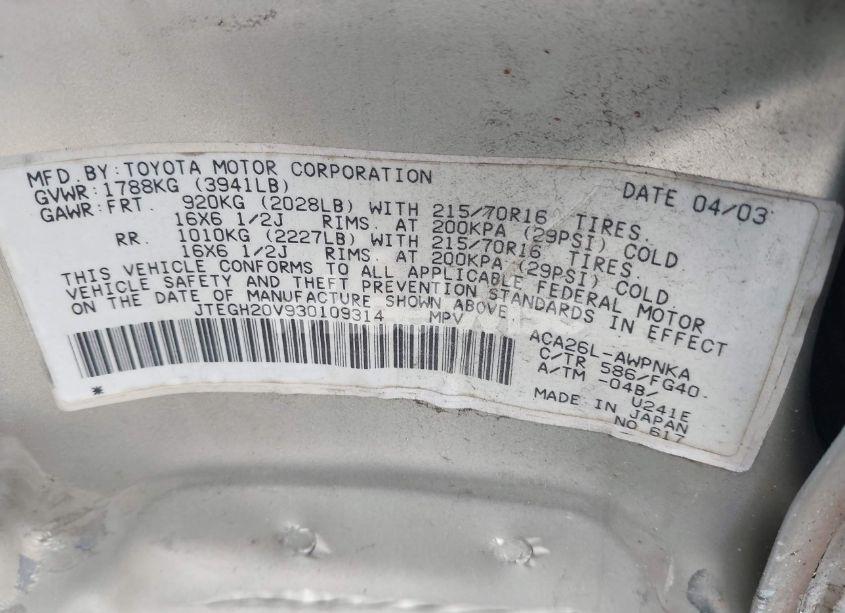 MFD.BY:TOYOTA MOTOR CORPORATION DATE 04/03
GVWR:1788KG (3941LB)
GAWR:FRT. 920KG (2028LB) WITH 215/70R16 TIRES.
16X6 1/2J RIMS. AT 200KPA (29PSI) COLD
RR. 1010KG (2227LB) WITH 215/70R16 TIRES.
16X6 1/2J RIMS. AT 200KPA (29PSI) COLD.
THIS VEHICLE CONFORMS TO ALL APPLICABLE FEDERAL MOTOR
VEHICLE SAFETY AND THEFT PREVENTION STANDARDS IN EFFECT
ON THE DATE OF MANUFACTURE SHOWN ABOVE.
JTEGH20V930109314 MPV
ACA26L-AWPNKA
C/TR 586/FG40
A/TM -04B/
U241E
MADE IN JAPAN
NO 617
*